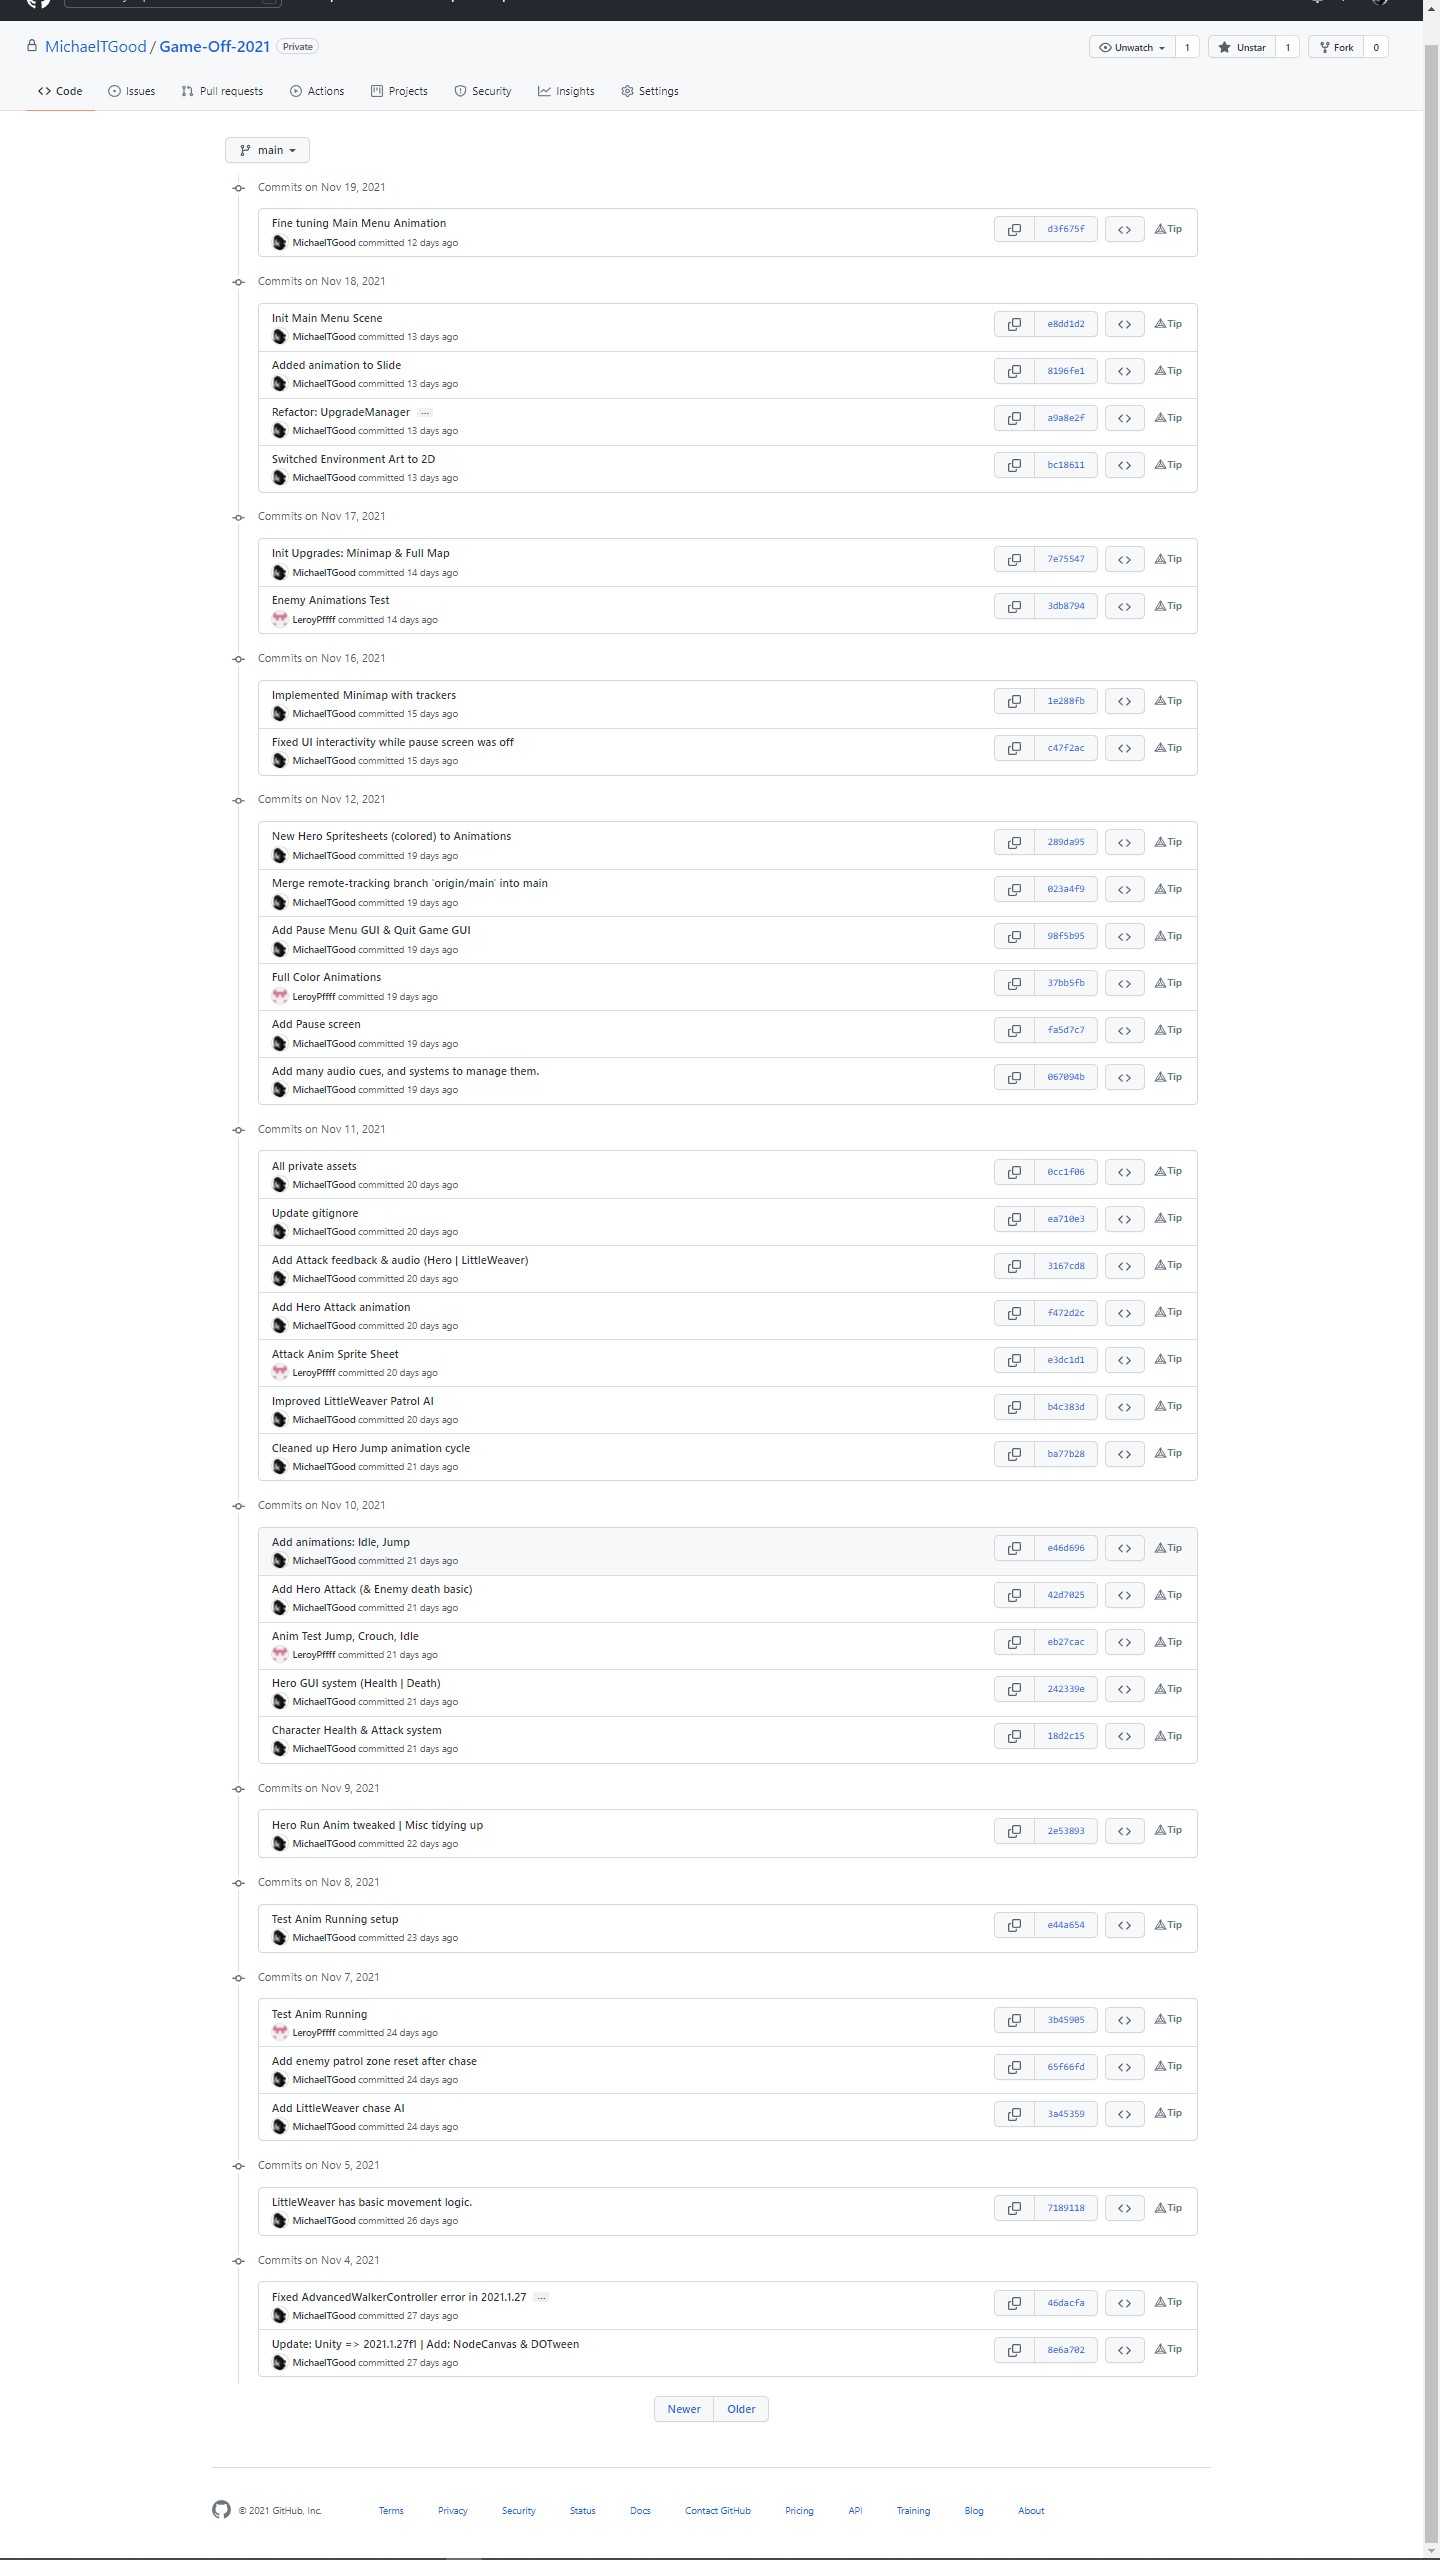 MichaelTGood / Game-Off-2021 Private
Unwatch 1 Unstar 1 Fork 0
Code Issues Pull requests Actions Projects Security Insights Settings
main
Commits on Nov 19, 2021
Fine tuning Main Menu Animation
d3f675f Tip
MichaelTGood committed 12 days ago
Commits on Nov 18, 2021
Init Main Menu Scene
e8dd1d2 Tip
MichaelTGood committed 13 days ago
Added animation to Slide
8196fe1 Tip
MichaelTGood committed 13 days ago
Refactor: UpgradeManager ...
a9a8e2f Tip
MichaelTGood committed 13 days ago
Switched Environment Art to 2D
bc18611 Tip
MichaelTGood committed 13 days ago
Commits on Nov 17, 2021
Init Upgrades: Minimap & Full Map
7e75547 Tip
MichaelTGood committed 14 days ago
Enemy Animations Test
3db8794 Tip
LeroyPffff committed 14 days ago
Commits on Nov 16, 2021
Implemented Minimap with trackers
1e288fb Tip
MichaelTGood committed 15 days ago
Fixed UI interactivity while pause screen was off
c47f2ac Tip
MichaelTGood committed 15 days ago
Commits on Nov 12, 2021
New Hero Spritesheets (colored) to Animations
289da95 Tip
MichaelTGood committed 19 days ago
Merge remote-tracking branch 'origin/main' into main
023a4f9 Tip
MichaelTGood committed 19 days ago
Add Pause Menu GUI & Quit Game GUI
98f5b95 Tip
MichaelTGood committed 19 days ago
Full Color Animations
37bb5fb Tip
LeroyPffff committed 19 days ago
Add Pause screen
fa5d7c7 Tip
MichaelTGood committed 19 days ago
Add many audio cues, and systems to manage them.
067094b Tip
MichaelTGood committed 19 days ago
Commits on Nov 11, 2021
All private assets
0cc1f06 Tip
MichaelTGood committed 20 days ago
Update gitignore
ea710e3 Tip
MichaelTGood committed 20 days ago
Add Attack feedback & audio (Hero | LittleWeaver)
3167cd8 Tip
MichaelTGood committed 20 days ago
Add Hero Attack animation
f472d2c Tip
MichaelTGood committed 20 days ago
Attack Anim Sprite Sheet
e3dc1d1 Tip
LeroyPffff committed 20 days ago
Improved LittleWeaver Patrol AI
b4c383d Tip
MichaelTGood committed 20 days ago
Cleaned up Hero Jump animation cycle
ba77b28 Tip
MichaelTGood committed 21 days ago
Commits on Nov 10, 2021
Add animations: Idle, Jump
e46d696 Tip
MichaelTGood committed 21 days ago
Add Hero Attack (& Enemy death basic)
42d7025 Tip
MichaelTGood committed 21 days ago
Anim Test Jump, Crouch, Idle
eb27cac Tip
LeroyPffff committed 21 days ago
Hero GUI system (Health | Death)
242339e Tip
MichaelTGood committed 21 days ago
Character Health & Attack system
18d2c15 Tip
MichaelTGood committed 21 days ago
Commits on Nov 9, 2021
Hero Run Anim tweaked | Misc tidying up
2e53893 Tip
MichaelTGood committed 22 days ago
Commits on Nov 8, 2021
Test Anim Running setup
e44a654 Tip
MichaelTGood committed 23 days ago
Commits on Nov 7, 2021
Test Anim Running
3b45905 Tip
LeroyPffff committed 24 days ago
Add enemy patrol zone reset after chase
65f66fd Tip
MichaelTGood committed 24 days ago
Add LittleWeaver chase AI
3a45359 Tip
MichaelTGood committed 24 days ago
Commits on Nov 5, 2021
LittleWeaver has basic movement logic.
7189118 Tip
MichaelTGood committed 26 days ago
Commits on Nov 4, 2021
Fixed AdvancedWalkerController error in 2021.1.27 ...
46dacfa Tip
MichaelTGood committed 27 days ago
Update: Unity => 2021.1.27f1 | Add: NodeCanvas & DOTween
8e6a702 Tip
MichaelTGood committed 27 days ago
Newer Older
© 2021 GitHub, Inc. Terms Privacy Security Status Docs Contact GitHub Pricing API Training Blog About